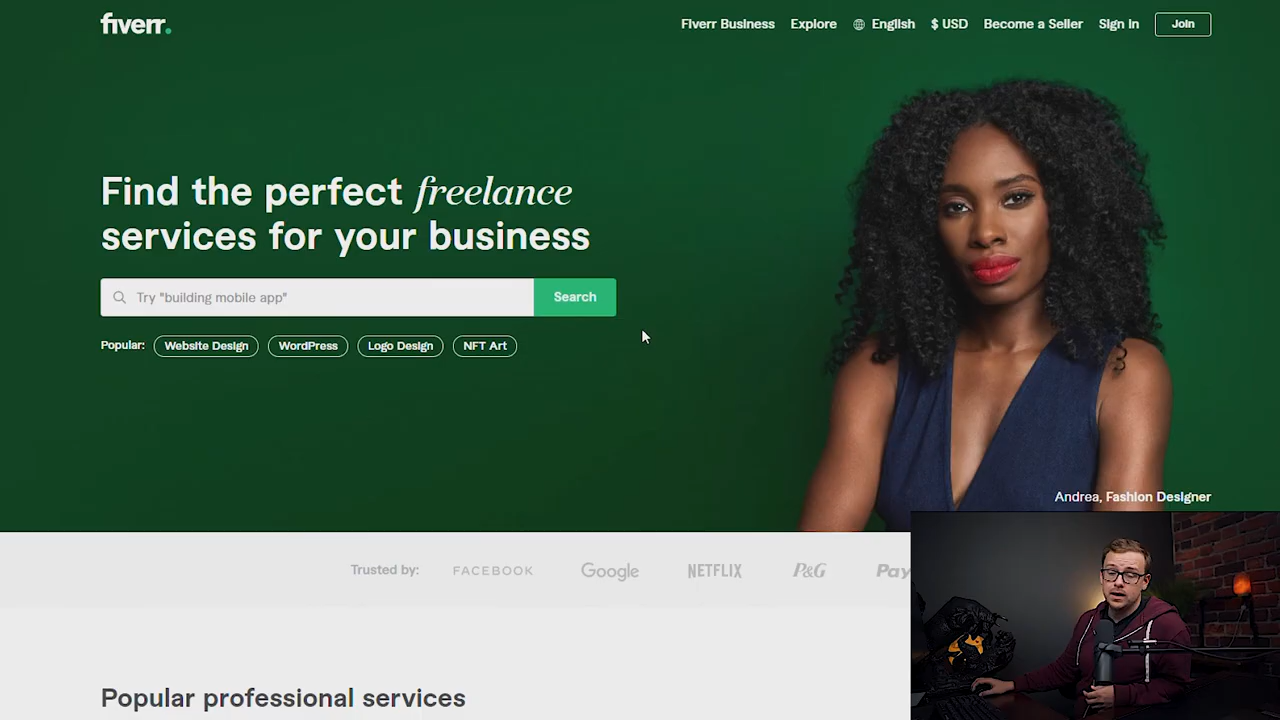 fiverr.
Fiverr Business
Explore
English
$ USD
Become a Seller
Sign In
Join
Find the perfect freelance
services for your business
Try "building mobile app"
Search
Popular:
Website Design
WordPress
Logo Design
NFT Art
Andrea, Fashion Designer
Trusted by:
FACEBOOK
Google
NETFLIX
P&G
Pay
Popular professional services